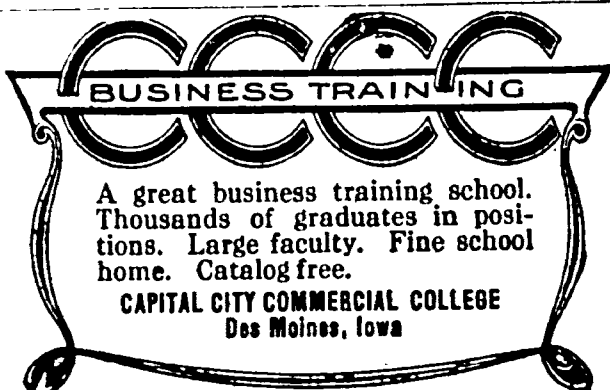 CCCC
BUSINESS TRAINING
A great business training school.
Thousands of graduates in posi-
tions. Large faculty. Fine school
home. Catalog free.
CAPITAL CITY COMMERCIAL COLLEGE
Des Moines, Iowa